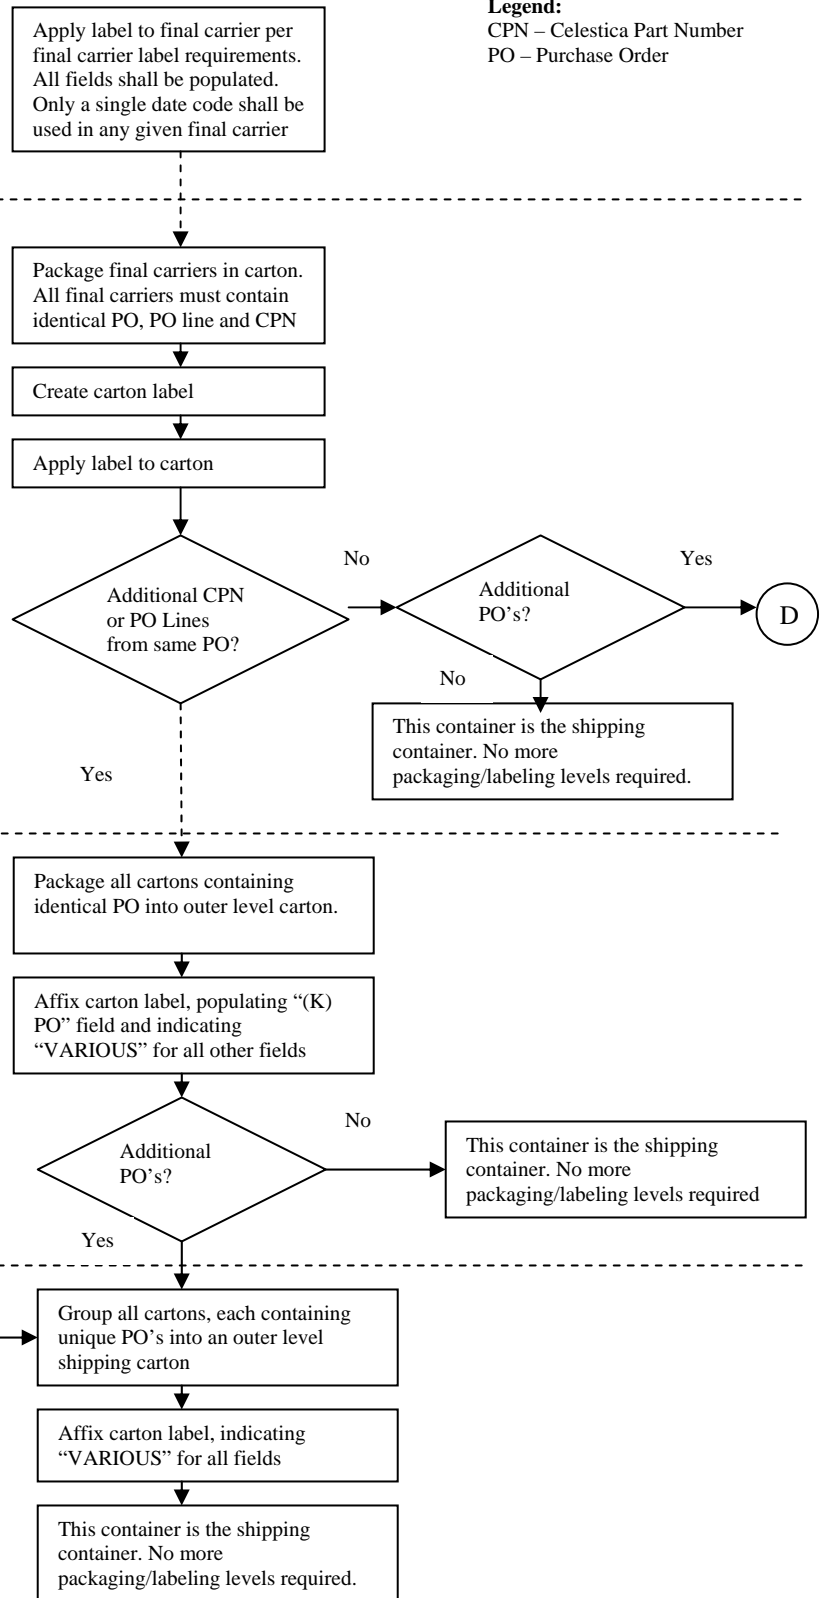 Legend:
CPN – Celestica Part Number
PO – Purchase Order
Apply label to final carrier per
final carrier label requirements.
All fields shall be populated.
Only a single date code shall be
used in any given final carrier
Package final carriers in carton.
All final carriers must contain
identical PO, PO line and CPN
Create carton label
Apply label to carton
Additional CPN
or PO Lines
from same PO?
No
Additional
PO's?
Yes
D
No
This container is the shipping
container. No more
packaging/labeling levels required.
Yes
Package all cartons containing
identical PO into outer level carton.
Affix carton label, populating “(K)
PO” field and indicating
“VARIOUS” for all other fields
Additional
PO's?
No
This container is the shipping
container. No more
packaging/labeling levels required
Yes
Group all cartons, each containing
unique PO's into an outer level
shipping carton
Affix carton label, indicating
“VARIOUS” for all fields
This container is the shipping
container. No more
packaging/labeling levels required.